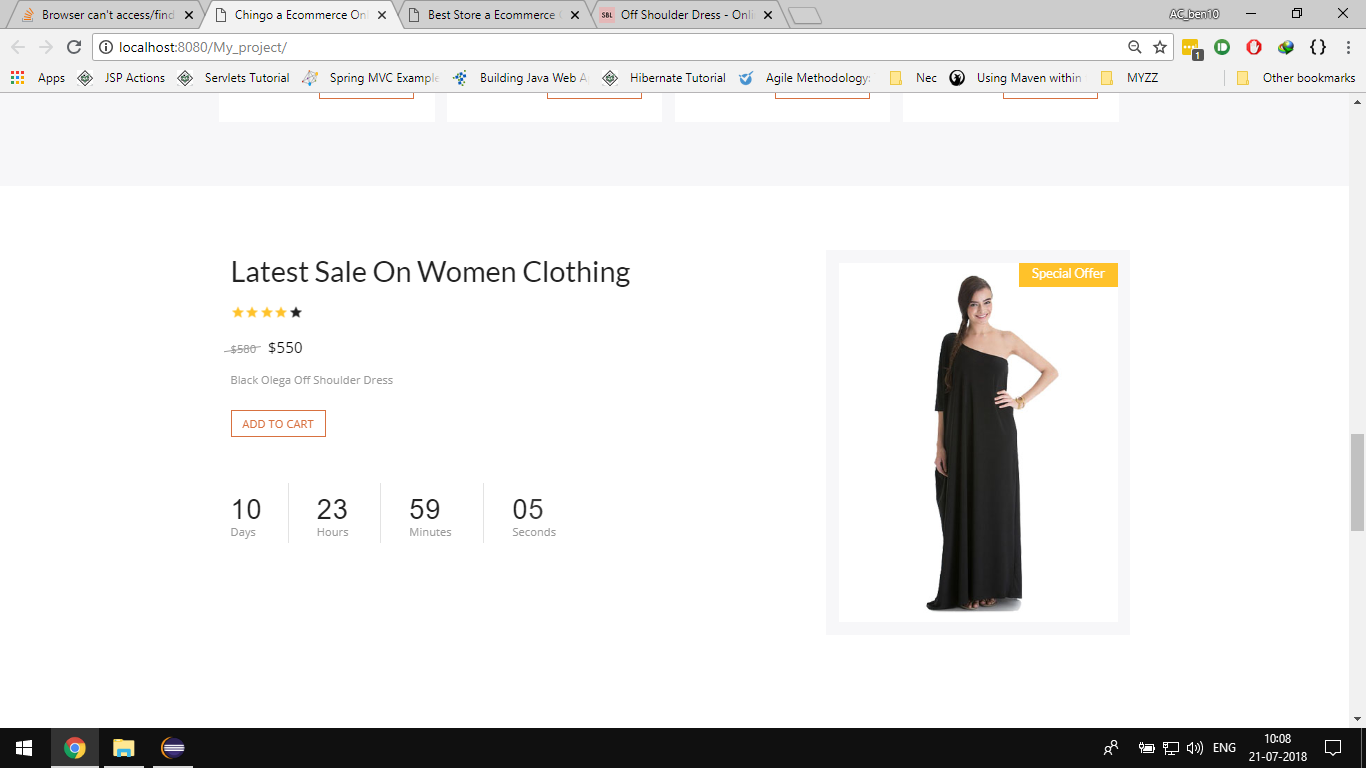 Browser can't access/find
Chingo a Ecommerce Onl
Best Store a Ecommerce
SBL Off Shoulder Dress - Onli
AC_ben10
localhost:8080/My_project/
1
Apps JSP Actions Servlets Tutorial Spring MVC Example Building Java Web A Hibernate Tutorial Agile Methodology: Nec Using Maven within MYZZ Other bookmarks
Latest Sale On Women Clothing
$580 $550
Black Olega Off Shoulder Dress
ADD TO CART
10 23 59 05
Days Hours Minutes Seconds
Special Offer
ENG
10:08
21-07-2018